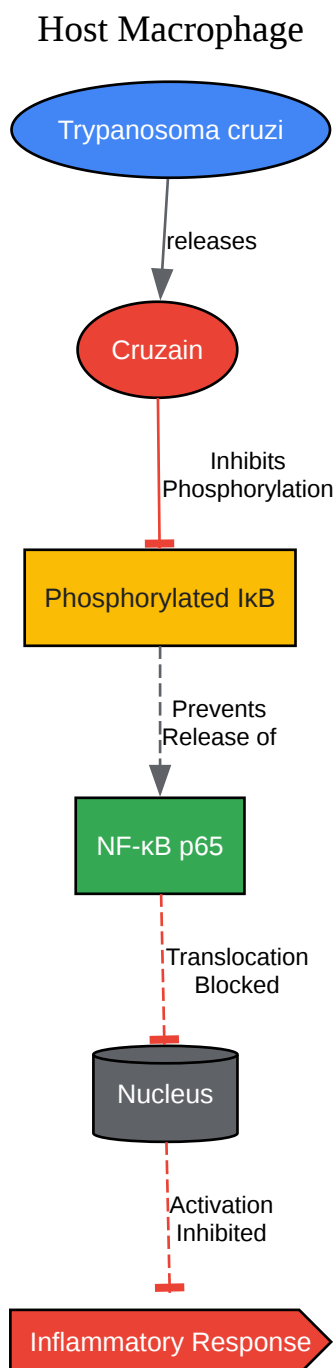 Host Macrophage
Trypanosoma cruzi
releases
Cruzain
Inhibits
Phosphorylation
Phosphorylated IκB
Prevents
Release of
NF-κB p65
Translocation
Blocked
Nucleus
Activation
Inhibited
Inflammatory Response